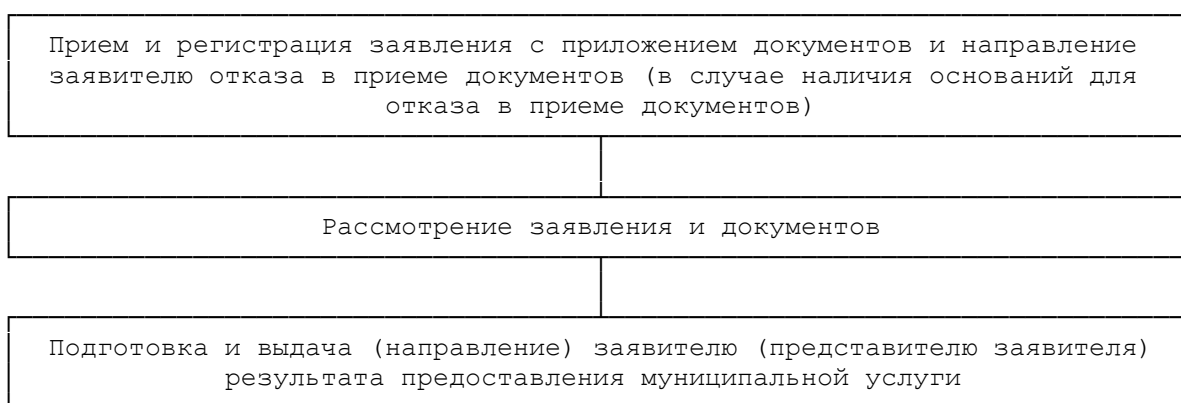 Прием и регистрация заявления с приложением документов и направление
заявителю отказа в приеме документов (в случае наличия оснований для
отказа в приеме документов)
Рассмотрение заявления и документов
Подготовка и выдача (направление) заявителю (представителю заявителя)
результата предоставления муниципальной услуги